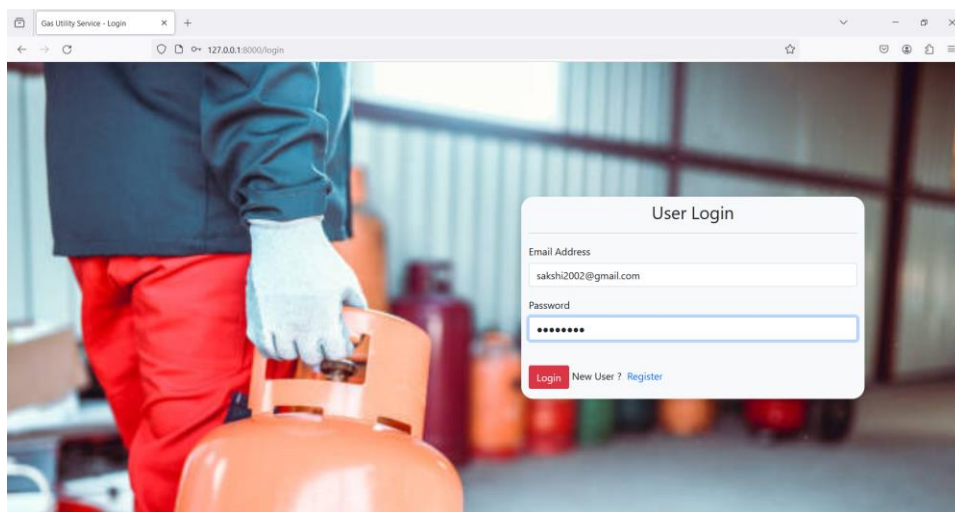 Gas Utility Service - Login
127.0.0.1:8000/login
User Login
Email Address
sakshi2002@gmail.com
Password
••••••••
Login New User ? Register